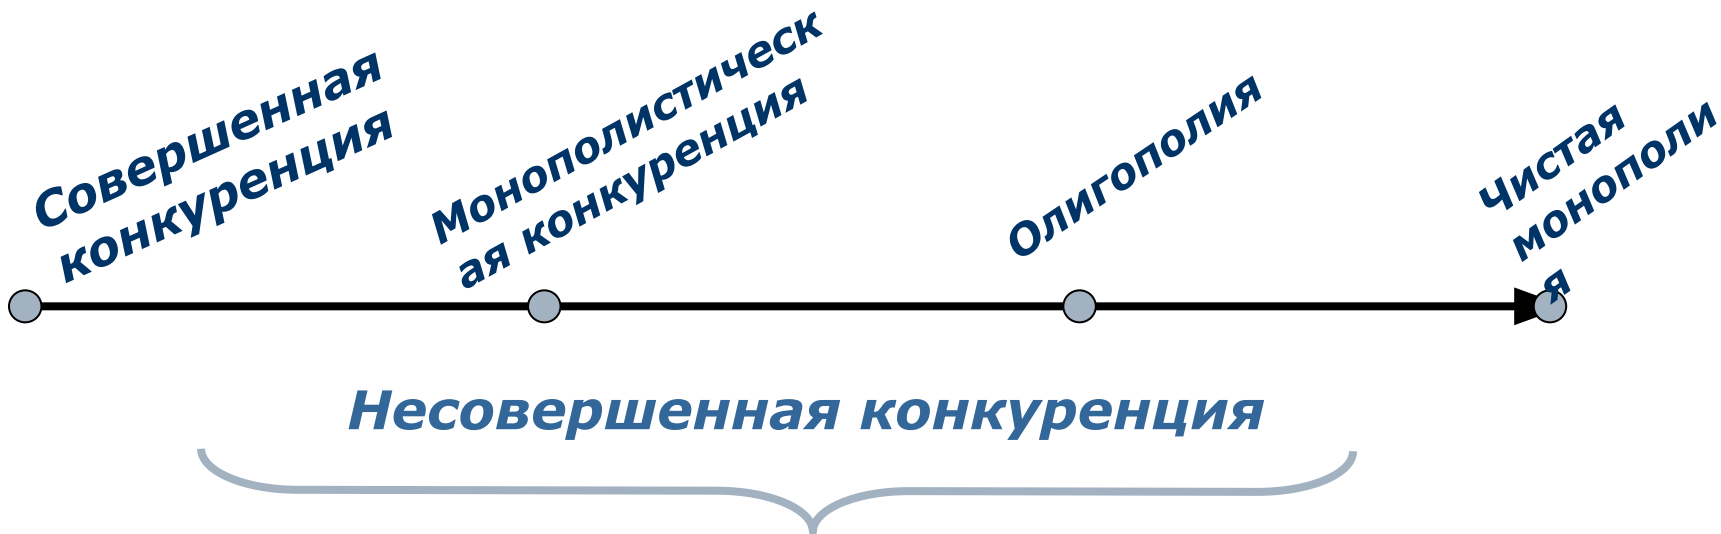 Совершенная
конкуренция
Монополистическ
ая конкуренция
Олигополия
Чистая
монополи
я
Несовершенная конкуренция